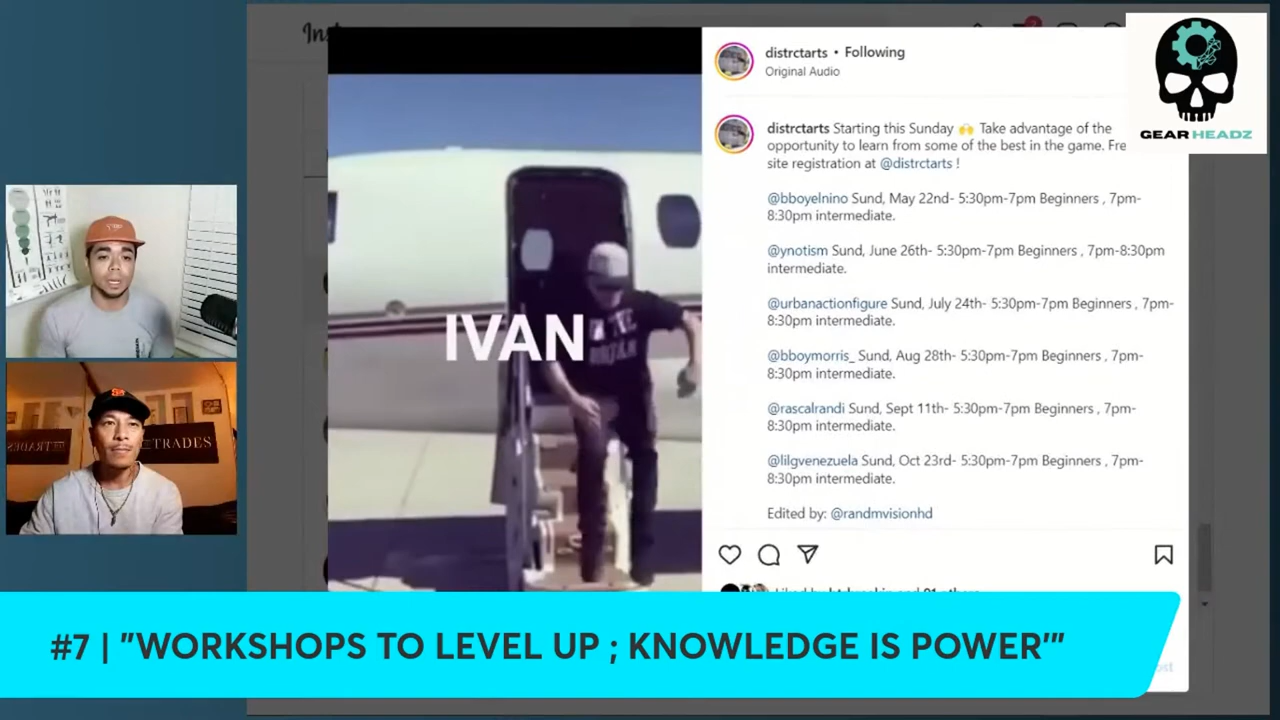 distrctarts • Following
Original Audio
GEAR HEADZ
distrctarts Starting this Sunday 🙌 Take advantage of the
opportunity to learn from some of the best in the game.
site registration at @distrctarts !
@bboyelnino Sund, May 22nd- 5:30pm-7pm Beginners , 7pm-
8:30pm intermediate.
@ynotism Sund, June 26th- 5:30pm-7pm Beginners , 7pm-8:30pm
intermediate.
@urbanactionfigure Sund, July 24th- 5:30pm-7pm Beginners , 7pm-
8:30pm intermediate.
@bboymorris_ Sund, Aug 28th- 5:30pm-7pm Beginners , 7pm-
8:30pm intermediate.
@rascalrandi Sund, Sept 11th- 5:30pm-7pm Beginners , 7pm-
8:30pm intermediate.
@lilgvenezuela Sund, Oct 23rd- 5:30pm-7pm Beginners , 7pm-
8:30pm intermediate.
Edited by: @randmvisionhd
IVAN
TRADES
#7 | "WORKSHOPS TO LEVEL UP ; KNOWLEDGE IS POWER'"